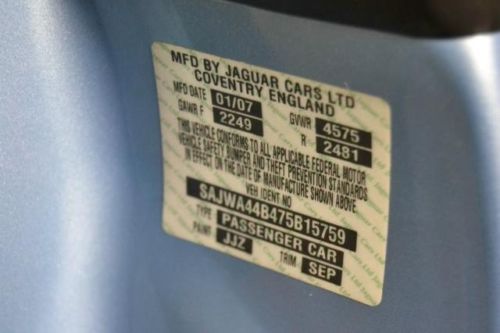 MFD BY JAGUAR CARS LTD
COVENTRY ENGLAND
MFD DATE 01/07 GVWR 4575
GAWR F 2249 R 2481
THIS VEHICLE CONFORMS TO ALL APPLICABLE FEDERAL MOTOR
VEHICLE SAFETY BUMPER AND THEFT PREVENTION STANDARDS
IN EFFECT ON THE DATE OF MANUFACTURE SHOWN ABOVE
VEH IDENT NO
SAJWA44B475B15759
TYPE PASSENGER CAR
PAINT JJZ TRIM SEP